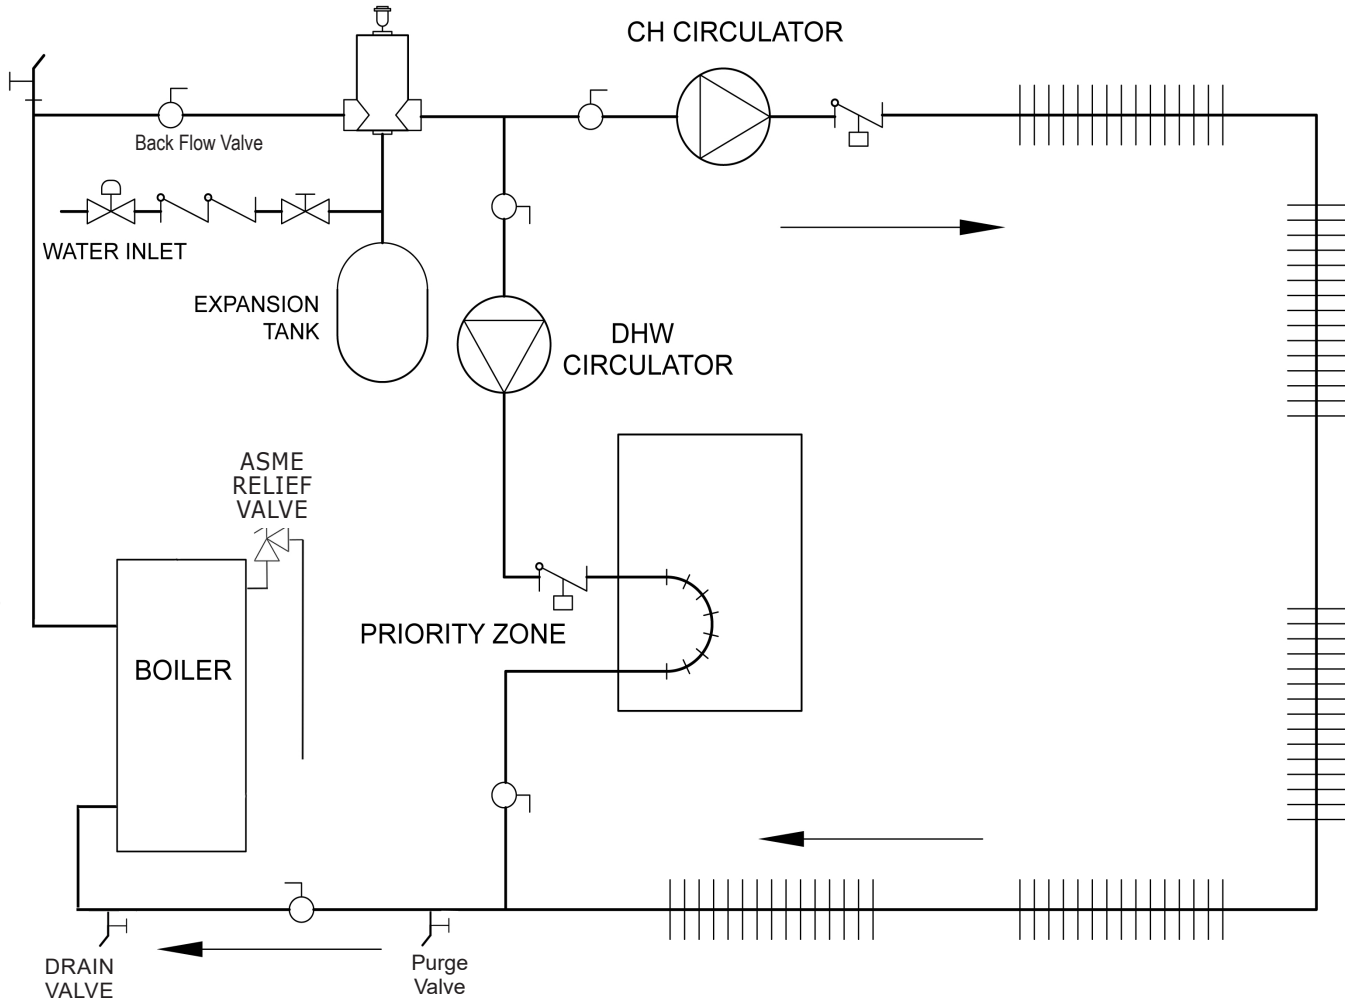 CH CIRCULATOR
Back Flow Valve
WATER INLET
EXPANSION
TANK
DHW
CIRCULATOR
ASME
RELIEF
VALVE
PRIORITY ZONE
BOILER
DRAIN
VALVE
Purge
Valve